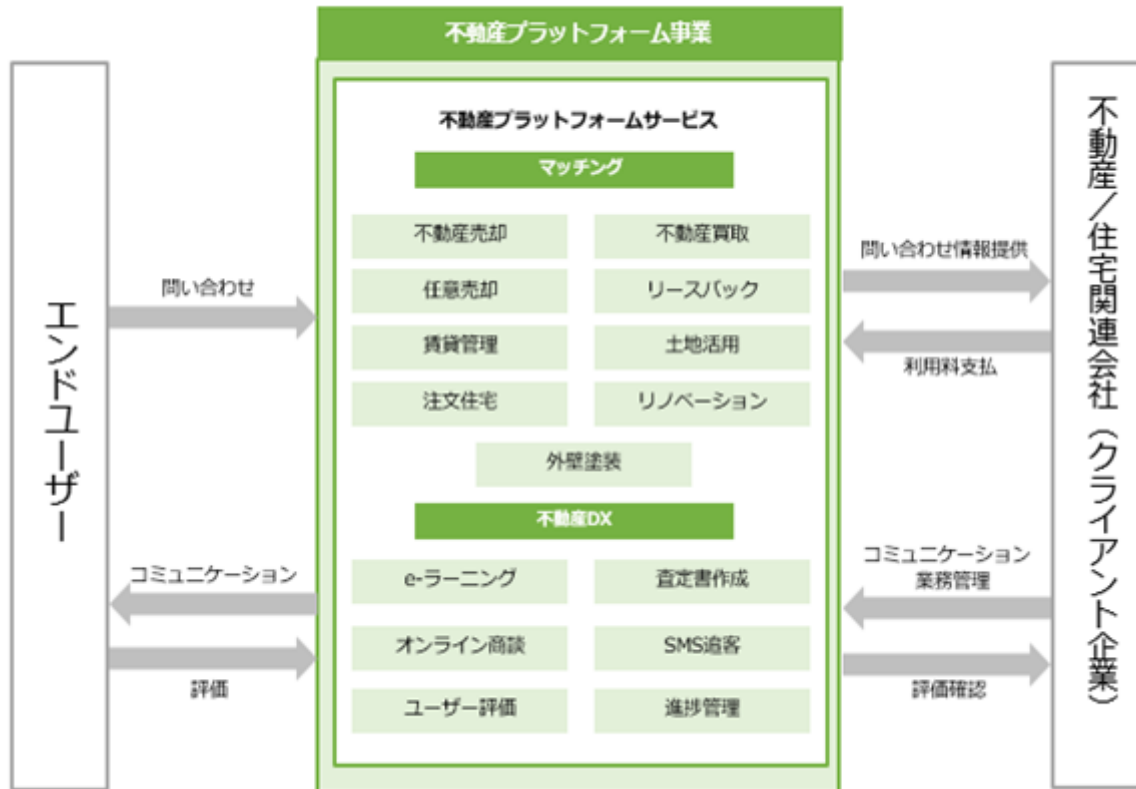 不動産プラットフォーム事業
不動産プラットフォームサービス
マッチング
不動産売却
不動産買取
任意売却
リースバック
賃貸管理
土地活用
注文住宅
リノベーション
外壁塗装
不動産DX
e-ラーニング
査定書作成
オンライン商談
SMS追客
ユーザー評価
進捗管理
エンドユーザー
問い合わせ
コミュニケーション
評価
問い合わせ情報提供
利用料支払
コミュニケーション
業務管理
評価確認
不動産／住宅関連会社（クライアント企業）